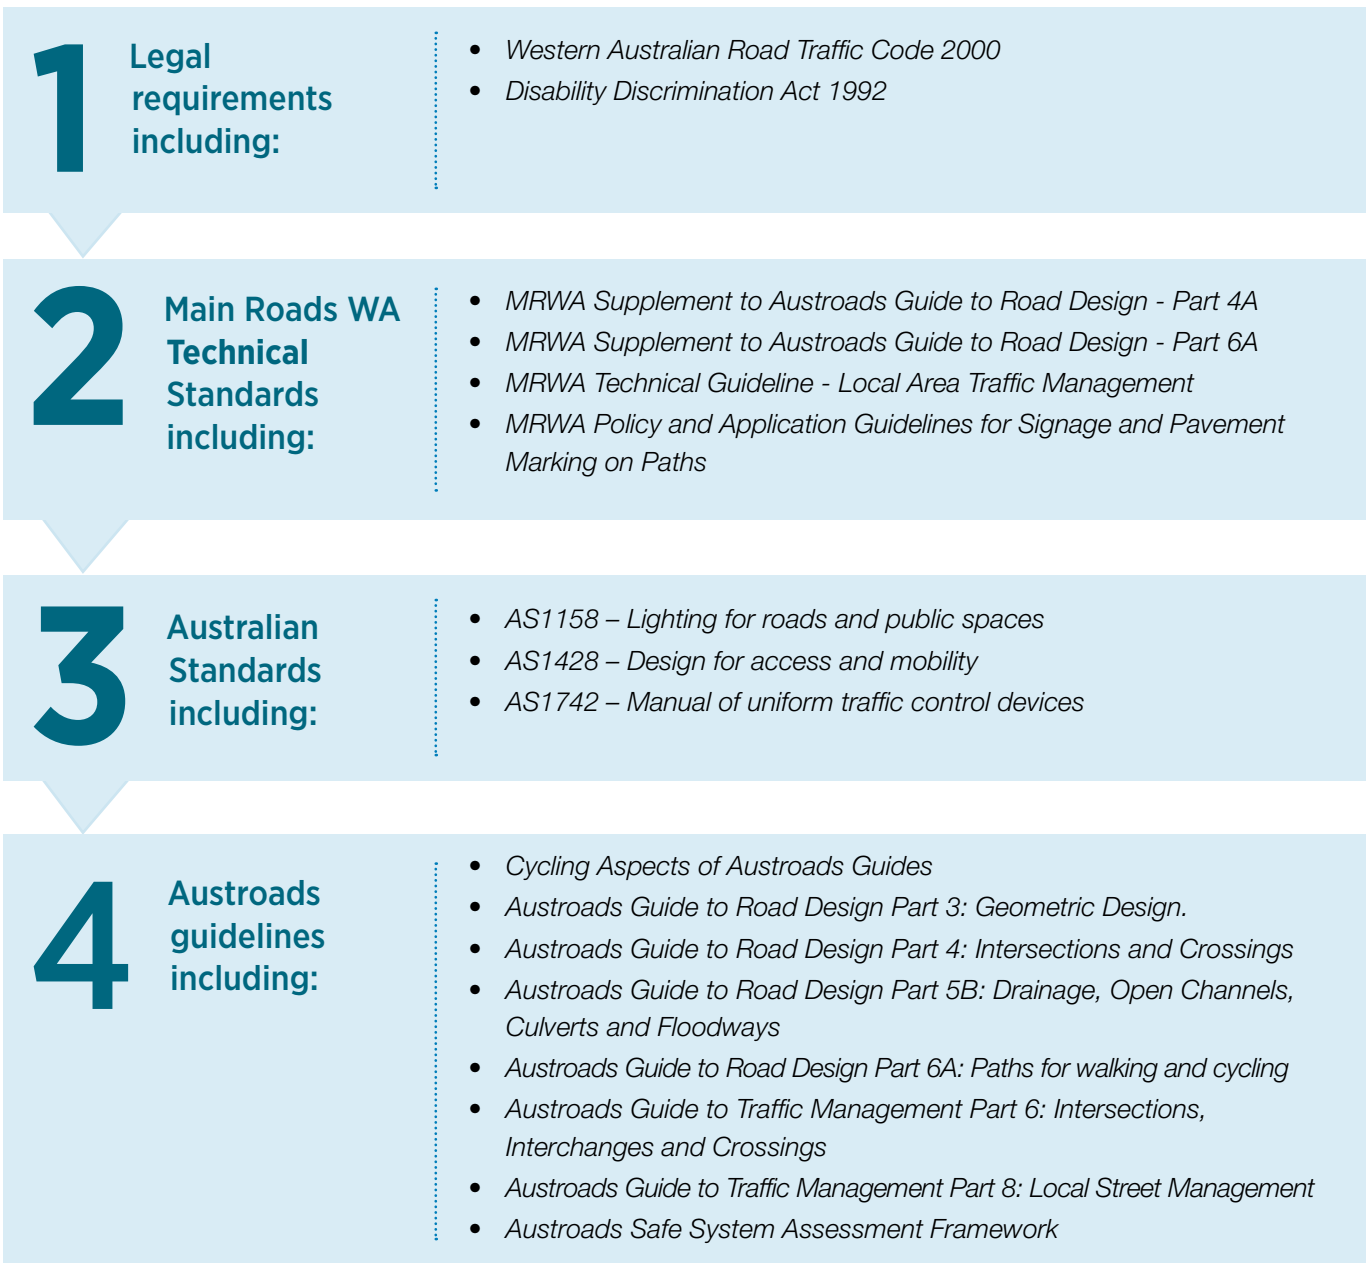 1
Legal
requirements
including:
• Western Australian Road Traffic Code 2000
• Disability Discrimination Act 1992
2
Main Roads WA
Technical
Standards
including:
• MRWA Supplement to Austroads Guide to Road Design - Part 4A
• MRWA Supplement to Austroads Guide to Road Design - Part 6A
• MRWA Technical Guideline - Local Area Traffic Management
• MRWA Policy and Application Guidelines for Signage and Pavement
Marking on Paths
3
Australian
Standards
including:
• AS1158 – Lighting for roads and public spaces
• AS1428 – Design for access and mobility
• AS1742 – Manual of uniform traffic control devices
4
Austroads
guidelines
including:
• Cycling Aspects of Austroads Guides
• Austroads Guide to Road Design Part 3: Geometric Design.
• Austroads Guide to Road Design Part 4: Intersections and Crossings
• Austroads Guide to Road Design Part 5B: Drainage, Open Channels,
Culverts and Floodways
• Austroads Guide to Road Design Part 6A: Paths for walking and cycling
• Austroads Guide to Traffic Management Part 6: Intersections,
Interchanges and Crossings
• Austroads Guide to Traffic Management Part 8: Local Street Management
• Austroads Safe System Assessment Framework